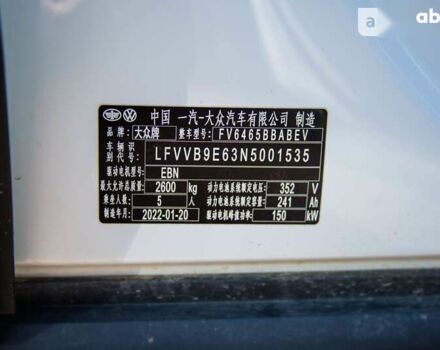 a
ab
中国 一汽-大众汽车有限公司 制造
大众牌 整车型号: FV6465BBABEV
车辆识别代号: LFVVB9E63N5001535
驱动电机型号: EBN
最大允许总质量: 2600 kg 动力电池系统额定电压: 352 V
乘坐人数: 5 人 动力电池系统额定容量: 241 Ah
制造年月: 2022-01-20 驱动电机峰值功率: 150 kW